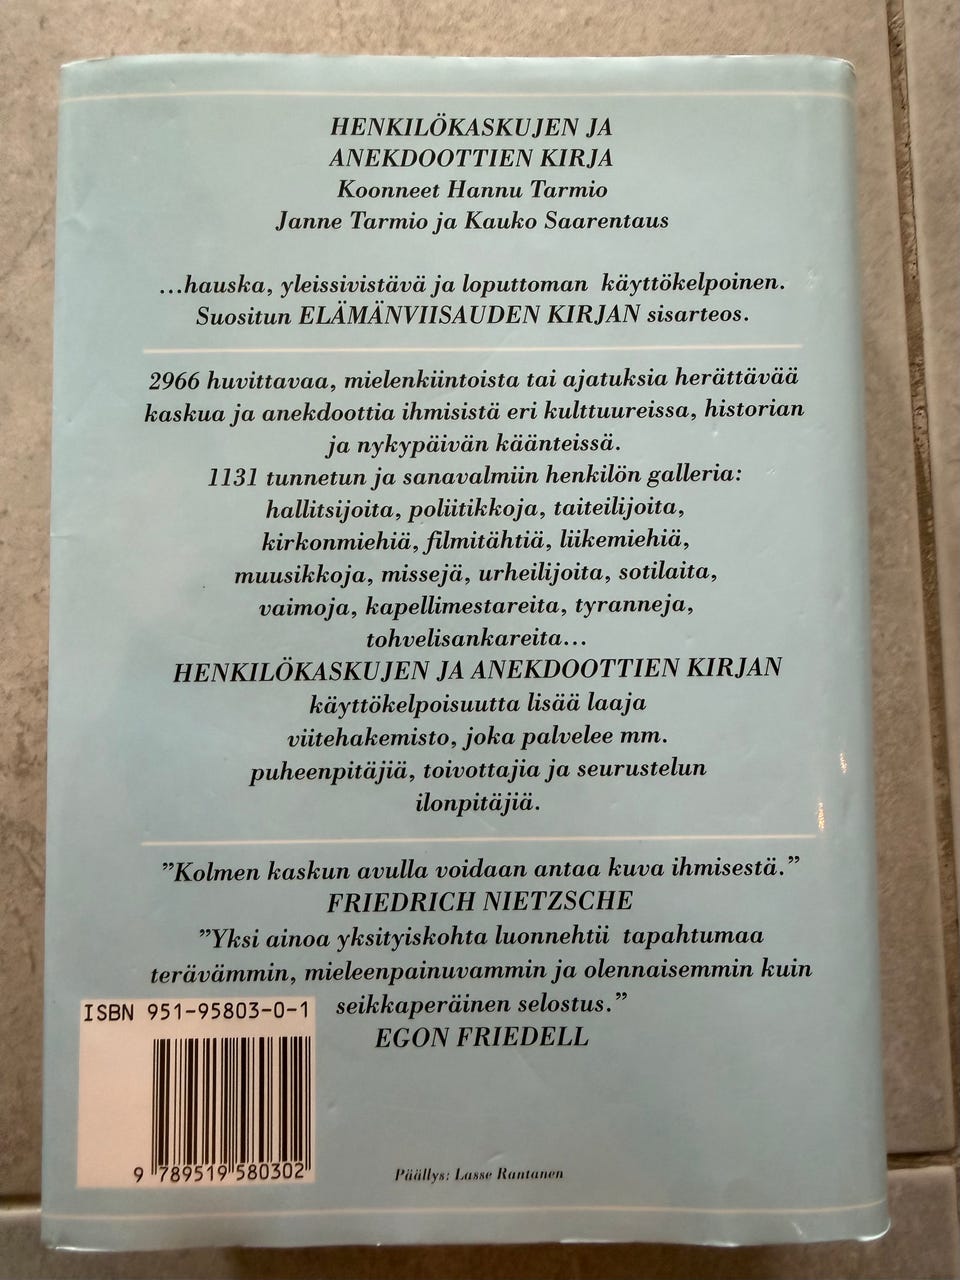 HENKILÖKASKUJEN JA
ANEKDOOTTIEN KIRJA
Koonneet Hannu Tarmio
Janne Tarmio ja Kauko Saarentaus
...hauska, yleissivistävä ja loputtoman käyttökelpoinen.
Suositun ELÄMÄNVIISAUDEN KIRJAN sisarteos.
2966 huvittavaa, mielenkiintoista tai ajatuksia herättävää
kaskua ja anekdoottia ihmisistä eri kulttuureissa, historian
ja nykypäivän käänteissä.
1131 tunnetun ja sanavalmiin henkilön galleria:
hallitsijoita, poliitikkoja, taiteilijoita,
kirkonmiehiä, filmitähtiä, liikemiehiä,
muusikkoja, missejä, urheilijoita, sotilaita,
vaimoja, kapellimestareita, tyranneja,
tohvelisankareita...
HENKILÖKASKUJEN JA ANEKDOOTTIEN KIRJAN
käyttökelpoisuutta lisää laaja
viitehakemisto, joka palvelee mm.
puheenpitäjiä, toivottajia ja seurustelun
ilonpitäjiä.
”Kolmen kaskun avulla voidaan antaa kuva ihmisestä.”
FRIEDRICH NIETZSCHE
”Yksi ainoa yksityiskohta luonnehtii tapahtumaa
terävämmin, mieleenpainuvammin ja olennaisemmin kuin
seikkaperäinen selostus.”
EGON FRIEDELL
ISBN 951-95803-0-1
9 789519 580302
Päällys: Lasse Rantanen